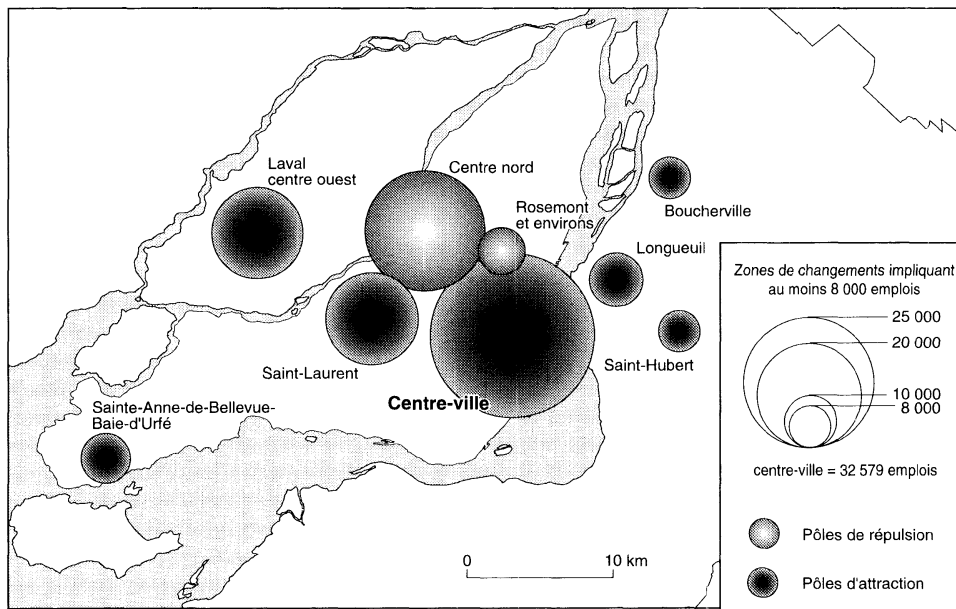 Laval
centre ouest
Centre nord
Rosemont
et environs
Boucherville
Longueuil
Saint-Laurent
Centre-ville
Saint-Hubert
Sainte-Anne-de-Bellevue-
Baie-d'Urfé
0 10 km
Zones de changements impliquant
au moins 8 000 emplois
25 000
20 000
10 000
8 000
centre-ville = 32 579 emplois
Pôles de répulsion
Pôles d'attraction